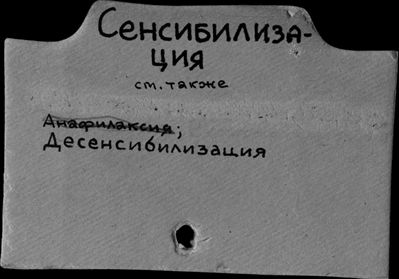 Сенсибилиза-
ция
см. также
Анафилаксия;
Десенсибилизация